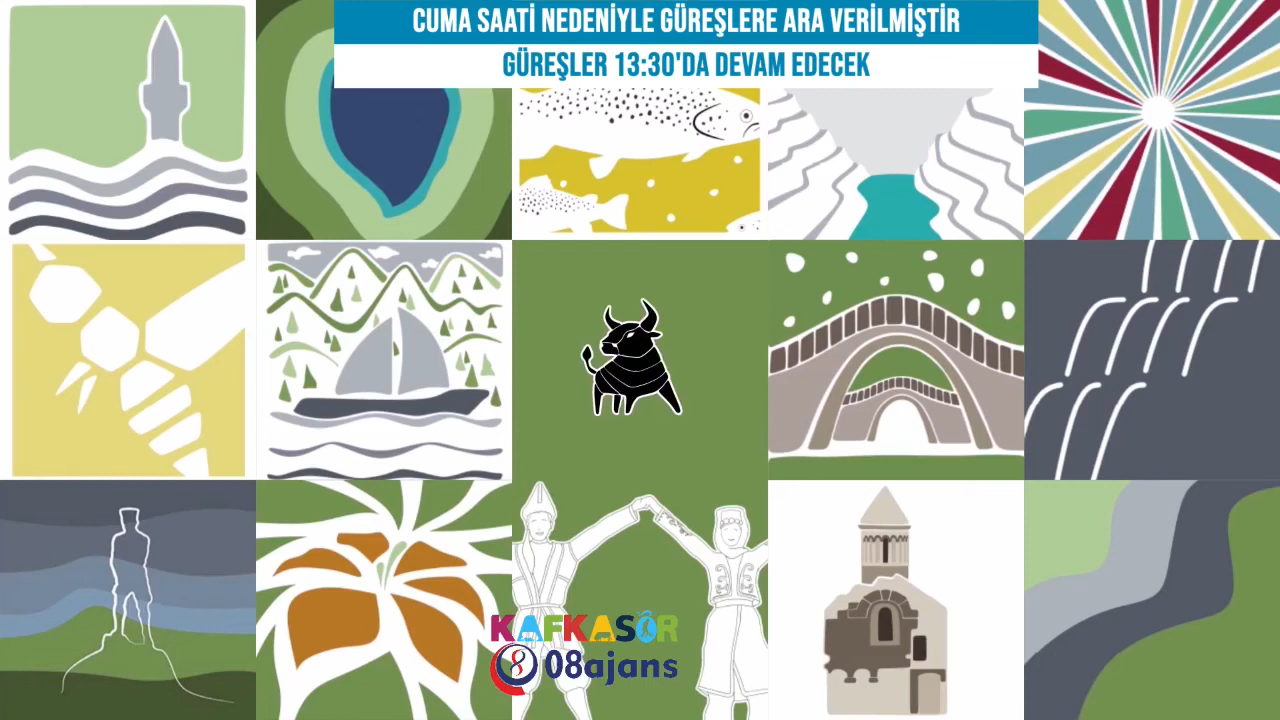 CUMA SAATİ NEDENİYLE GÜREŞLERE ARA VERİLMİŞTİR
GÜREŞLER 13:30'DA DEVAM EDECEK
KAFKASÖR
08ajans